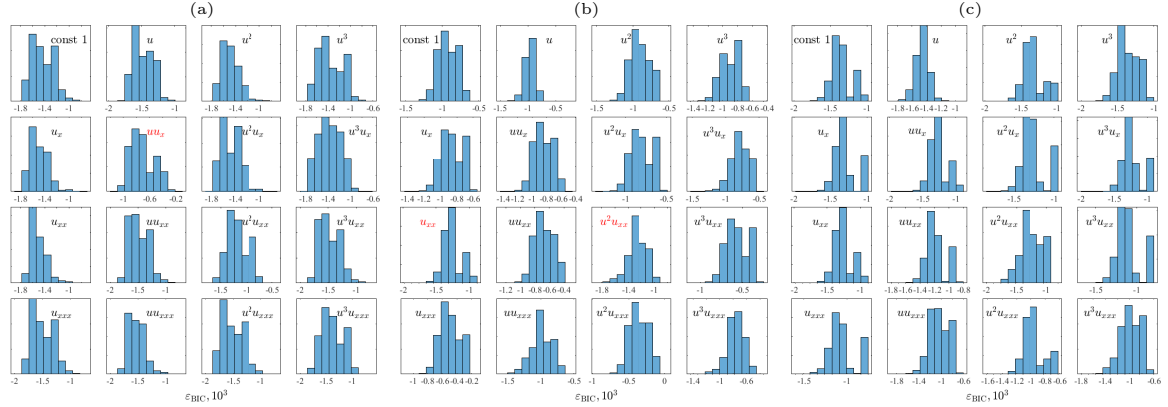 (a) (b) (c)
const 1 u u² u³ const 1 u u² u³ const 1 u u² u³
-1.8 -1.4 -1 -1.5 -1 -1.8 -1.4 -1 -1.8 -1.4 -1 -0.6 -1 -0.5 -1 -0.5 -1 -0.5 -1.4 -1 -0.8 -0.6 -0.4 -2 -1.5 -1 -1.8 -1.6 -1.4 -1.2 -1 -2 -1.5 -1 -2 -1.5 -1
uₓ uuₓ u²uₓ u³uₓ uₓ uuₓ u²uₓ u³uₓ uₓ uuₓ u²uₓ u³uₓ
-1.8 -1.4 -1 -1 -0.6 -0.2 -1.8 -1.4 -1 -1.8 -1.4 -1 -1.4 -1 -0.8 -0.6 -0.4 -1.4 -1 -0.8 -0.6 -0.4 -1.5 -1 -0.5 -1.5 -1 -0.5 -2 -1.5 -1 -2 -1.5 -1 -2 -1.5 -1 -2 -1.5 -1
uₓₓ uuₓₓ u²uₓₓ u³uₓₓ uₓₓ uuₓₓ u²uₓₓ u³uₓₓ uₓₓ uuₓₓ u²uₓₓ u³uₓₓ
-1.8 -1.4 -1 -2 -1.5 -1 -2 -1.5 -1 -0.5 -2 -1.5 -1 -2 -1.5 -1 -1 -0.8 -0.6 -0.4 -2 -1.5 -1 -1 -0.5 -1.5 -1 -1.8 -1.6 -1.4 -1.2 -1 -0.8 -2 -1.5 -1 -1.5 -1
uₓₓₓ uuₓₓₓ u²uₓₓₓ u³uₓₓₓ uₓₓₓ uuₓₓₓ u²uₓₓₓ u³uₓₓₓ uₓₓₓ uuₓₓₓ u²uₓₓₓ u³uₓₓₓ
-2 -1.5 -1 -2 -1.5 -1 -2 -1.5 -1 -2 -1.5 -1 -1 -0.8 -0.6 -0.4 -0.2 -1.5 -1 -0.5 -1 -0.5 0 -1.4 -1 -0.6 -1.5 -1 -1.8 -1.4 -1 -0.6 -1.6 -1.4 -1.2 -1 -0.8 -0.6 -1.8 -1.4 -1 -0.6
ε_BIC, 10³ ε_BIC, 10³ ε_BIC, 10³